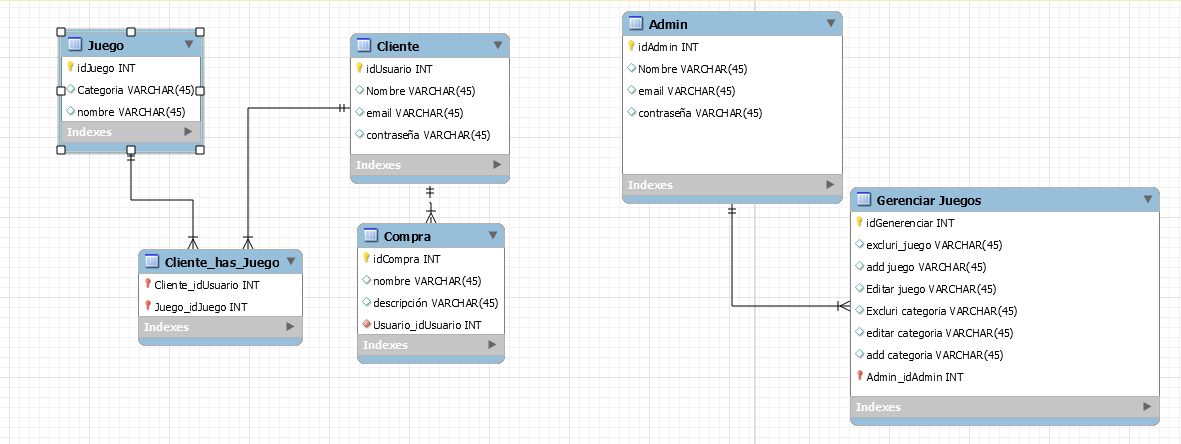 Juego
idJuego INT
Categoria VARCHAR(45)
nombre VARCHAR(45)
Indexes
Cliente
idUsuario INT
Nombre VARCHAR(45)
email VARCHAR(45)
contraseña VARCHAR(45)
Indexes
Cliente_has_Juego
Cliente_idUsuario INT
Juego_idJuego INT
Indexes
Compra
idCompra INT
nombre VARCHAR(45)
descripción VARCHAR(45)
Usuario_idUsuario INT
Indexes
Admin
idAdmin INT
Nombre VARCHAR(45)
email VARCHAR(45)
contraseña VARCHAR(45)
Indexes
Gerenciar Juegos
idGenerenciar INT
excluri_juego VARCHAR(45)
add juego VARCHAR(45)
Editar juego VARCHAR(45)
Excluri categoria VARCHAR(45)
editar categoria VARCHAR(45)
add categoria VARCHAR(45)
Admin_idAdmin INT
Indexes